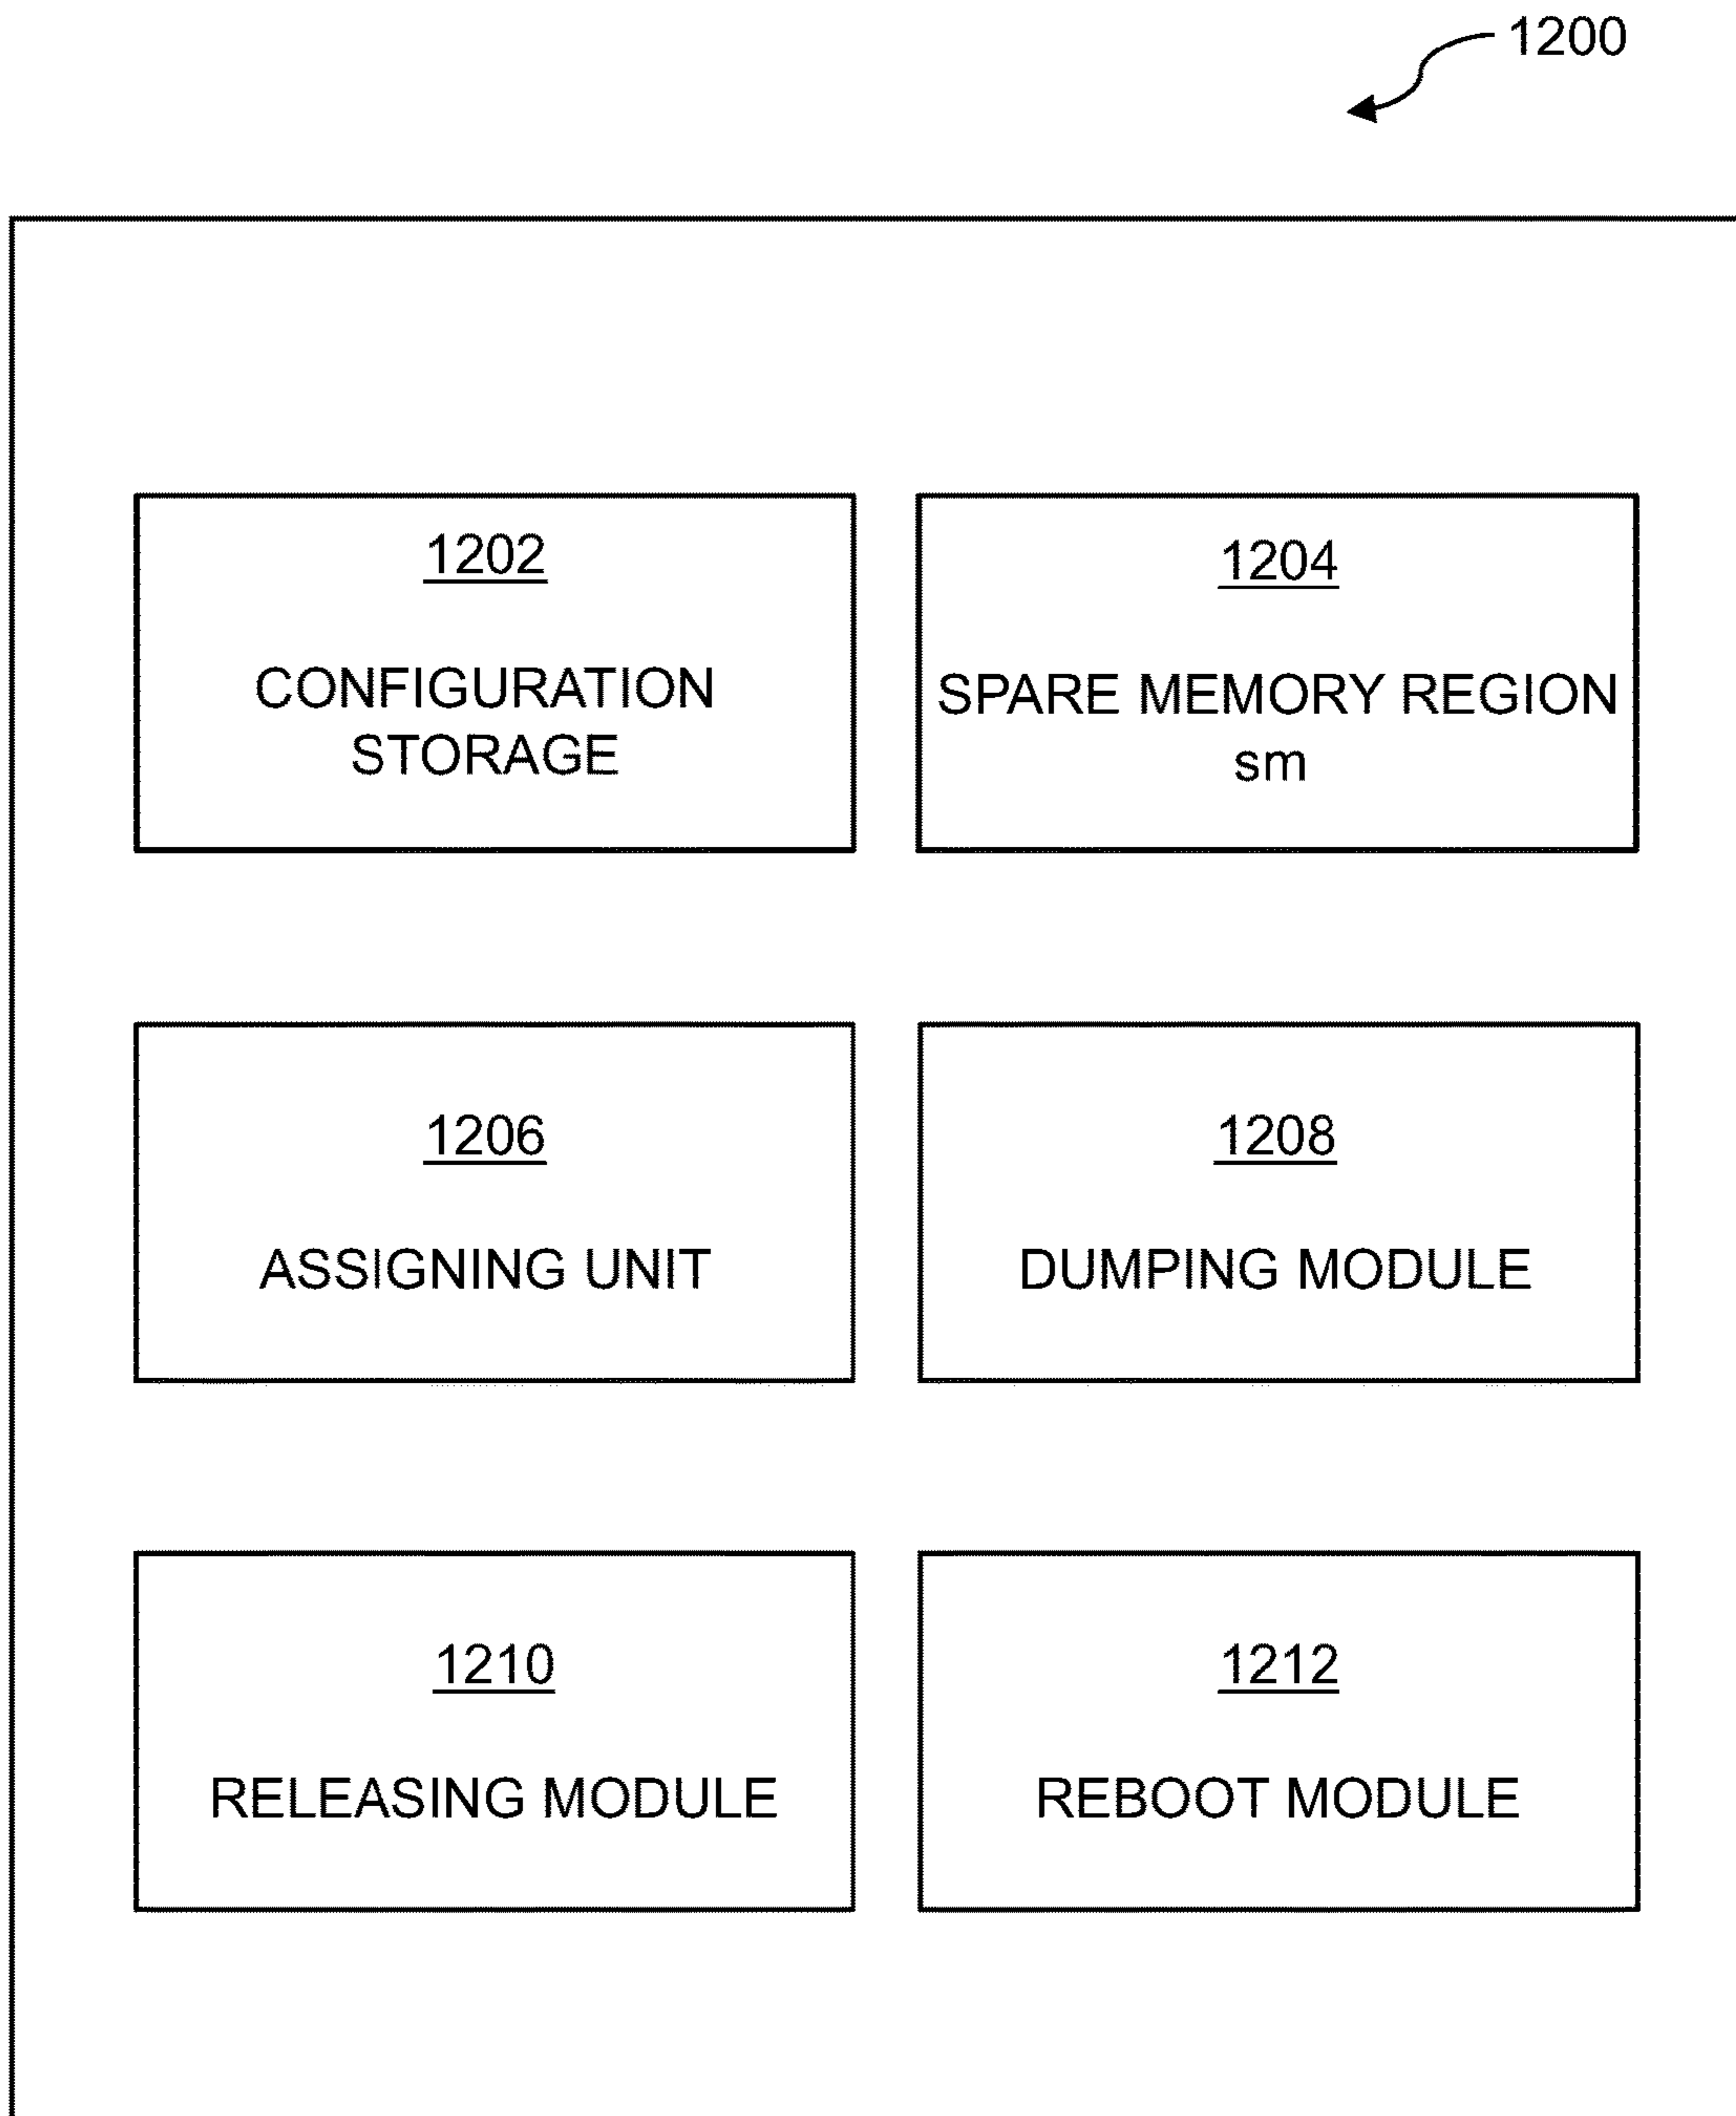 1200
1202
CONFIGURATION
STORAGE
1204
SPARE MEMORY REGION
sm
1206
ASSIGNING UNIT
1208
DUMPING MODULE
1210
RELEASING MODULE
1212
REBOOT MODULE